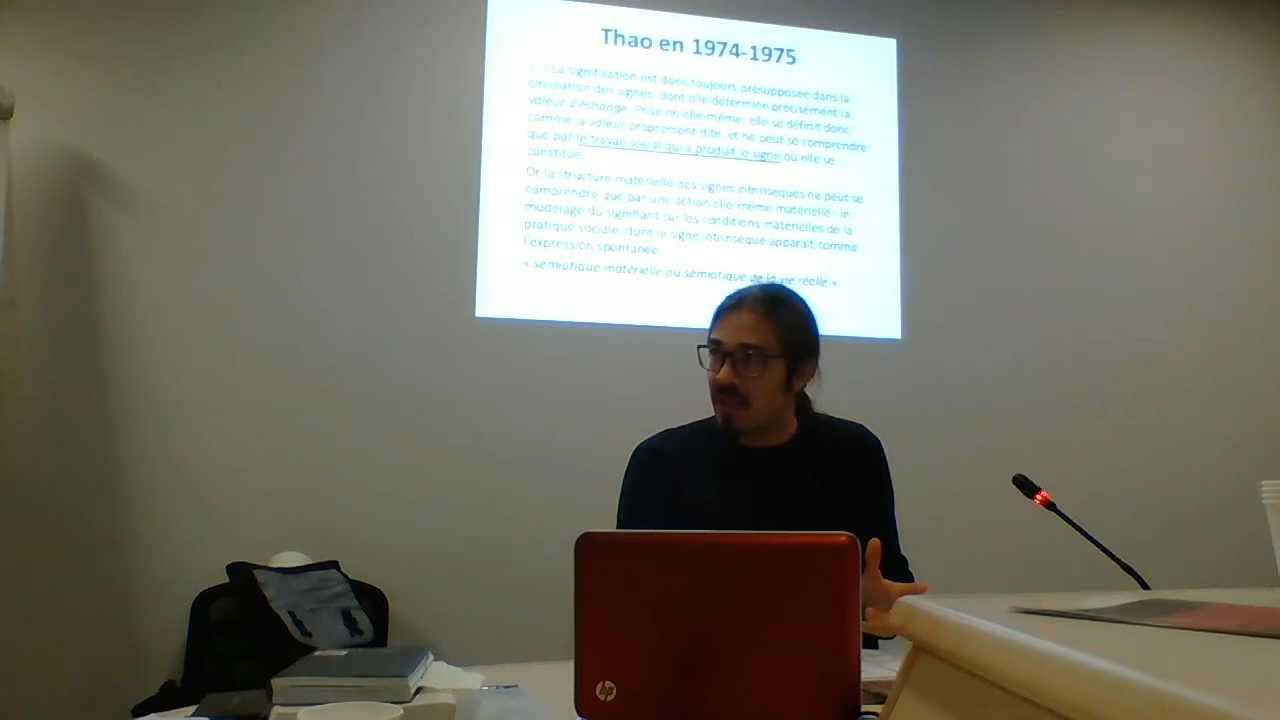 Thao en 1974-1975
[...] La signification est donc toujours présupposée dans la
circulation des signes, dont elle détermine précisément la
valeur d'échange. Prise en elle-même, elle se définit donc
comme la valeur proprement dite, et ne peut se comprendre
que par le travail social qui a produit le signe où elle se
constitue.
Or la structure matérielle des signes intrinsèques ne peut se
comprendre que par une action elle-même matérielle : le
modelage du signifiant sur les conditions matérielles de la
pratique sociale, dont le signe intrinsèque apparaît comme
l'expression spontanée.
« sémiotique matérielle ou sémiotique de la vie réelle »
hp